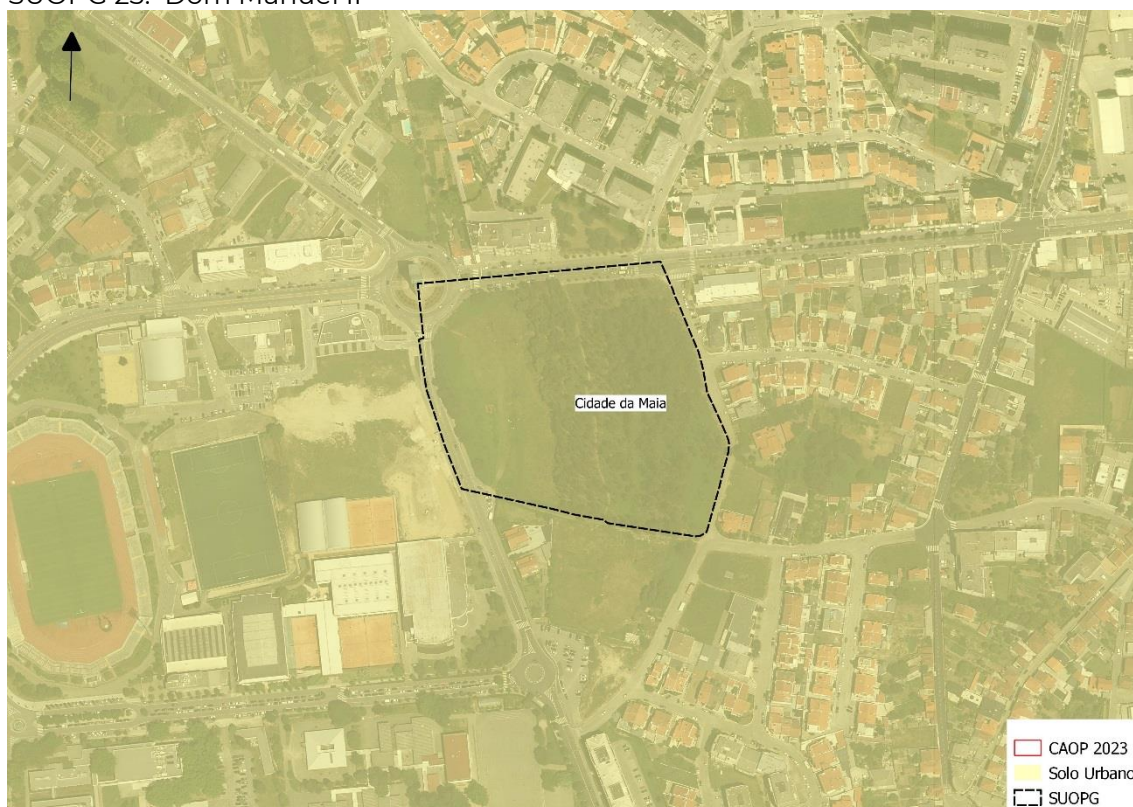 SUOPG 23: Dom Manuel II
Cidade da Maia
CAOP 2023
Solo Urbano
SUOPG